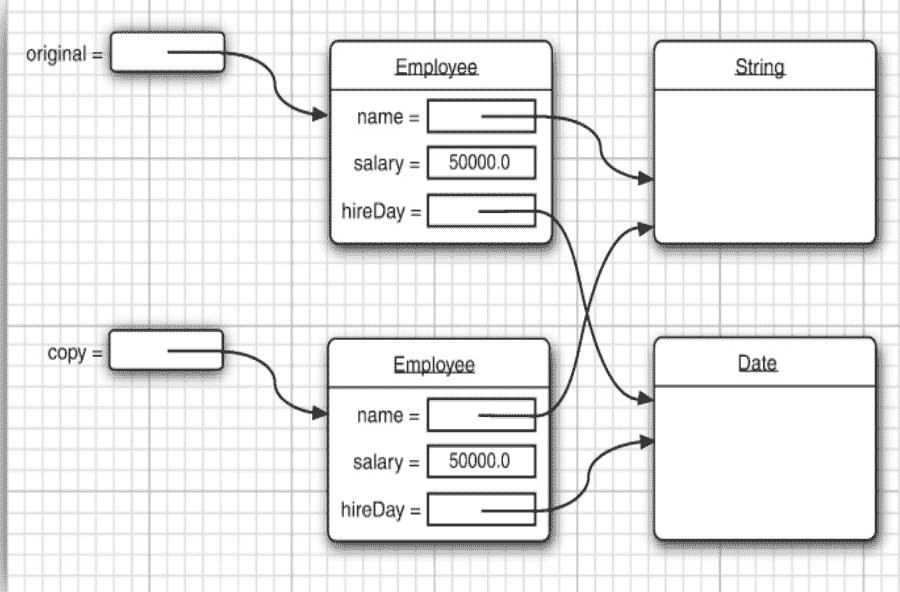 original =
Employee
name =
salary = 50000.0
hireDay =
String
copy =
Employee
name =
salary = 50000.0
hireDay =
Date